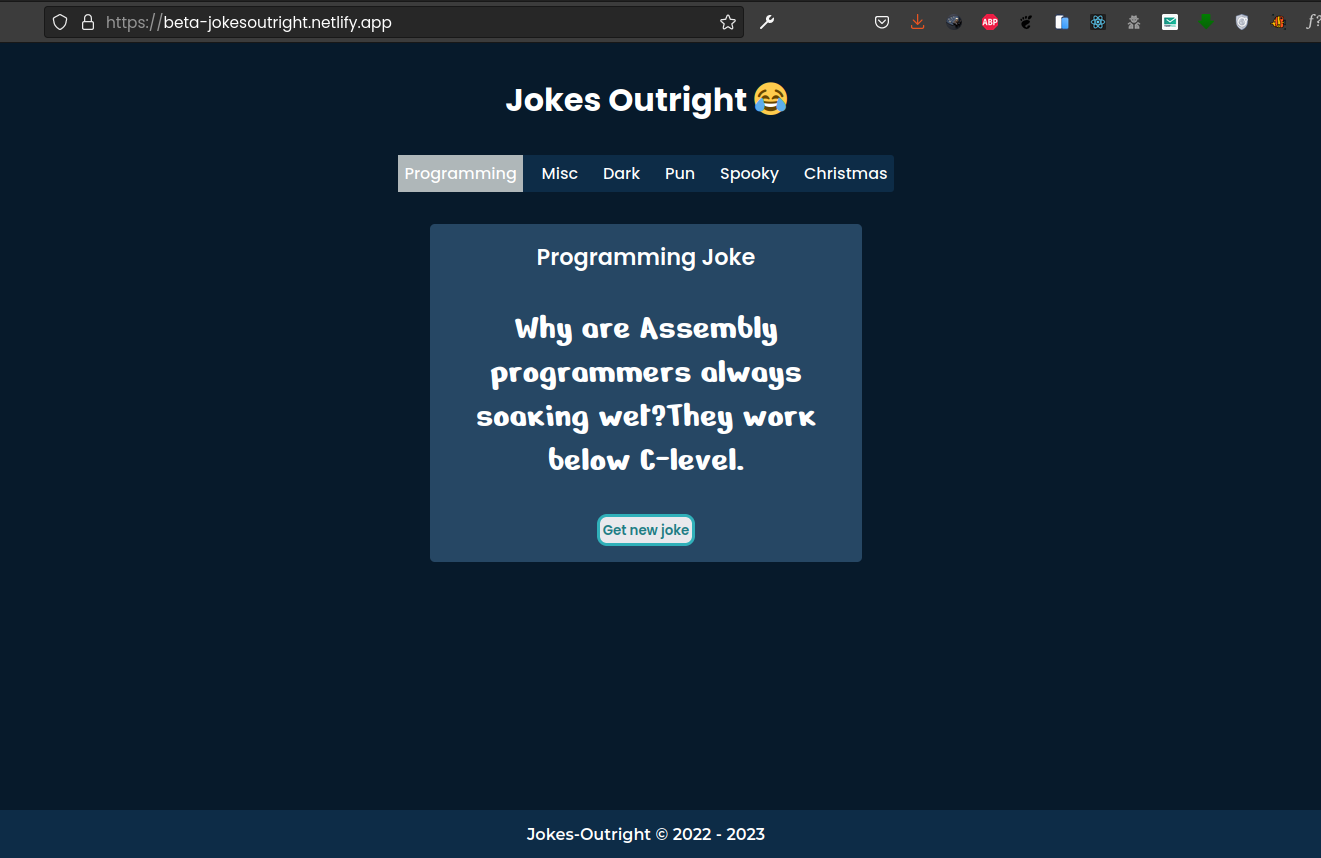 https://beta-jokesoutright.netlify.app
ABP
f?
Jokes Outright 😂
Programming Misc Dark Pun Spooky Christmas
Programming Joke
Why are Assembly
programmers always
soaking wet?They work
below C-level.
Get new joke
Jokes-Outright © 2022 - 2023